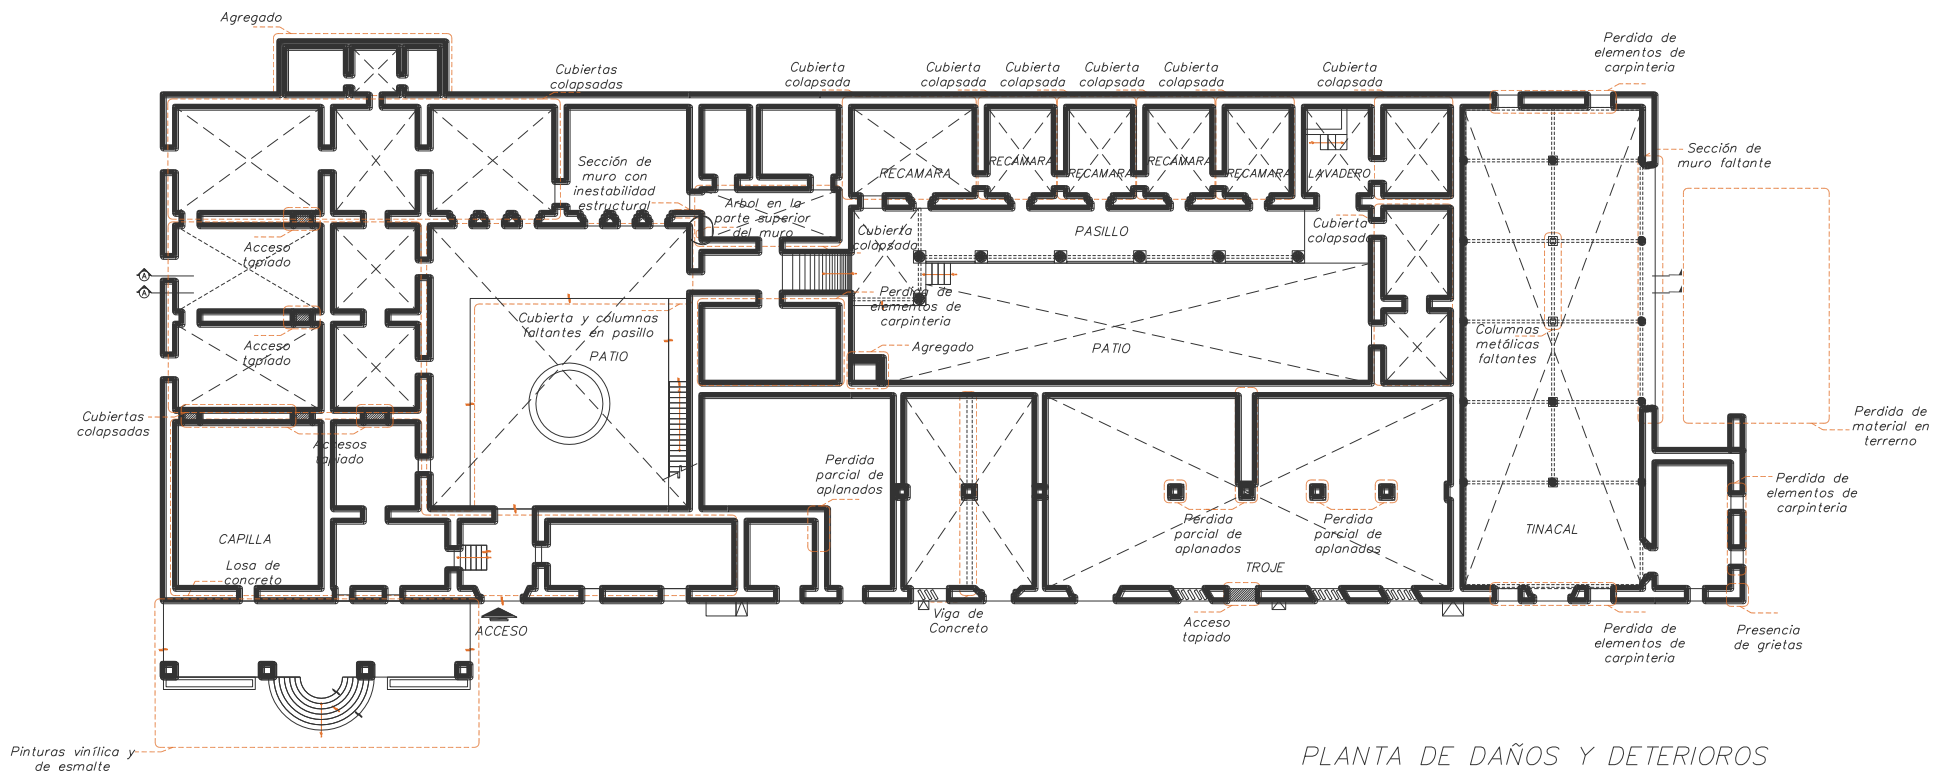 Agregado
Cubiertas
colapsadas
Cubierta
colapsada
Cubierta
colapsada
Cubierta
colapsada
Cubierta
colapsada
Cubierta
colapsada
Cubierta
colapsada
Perdida de
elementos de
carpinteria
Sección de
muro con
inestabilidad
estructural
Arbol en la
parte superior
del muro
RECAMARA
RECAMARA
RECAMARA
RECAMARA
RECAMARA
LAVADERO
Sección de
muro faltante
Acceso
tapiado
A
A
Cubierta
colapsada
PASILLO
Cubierta
colapsada
Perdida de
elementos de
carpinteria
Cubierta y columnas
faltantes en pasillo
PATIO
Acceso
tapiado
Agregado
PATIO
Columnas
metálicas
faltantes
Cubiertas
colapsadas
Accesos
tapiado
Perdida de
material en
terrerno
Perdida
parcial de
aplanados
Perdida de
elementos de
carpinteria
Perdida
parcial de
aplanados
Perdida
parcial de
aplanados
TINACAL
CAPILLA
Losa de
concreto
TROJE
ACCESO
Viga de
Concreto
Acceso
tapiado
Perdida de
elementos de
carpinteria
Presencia
de grietas
Pinturas vinílica y
de esmalte
PLANTA DE DAÑOS Y DETERIOROS